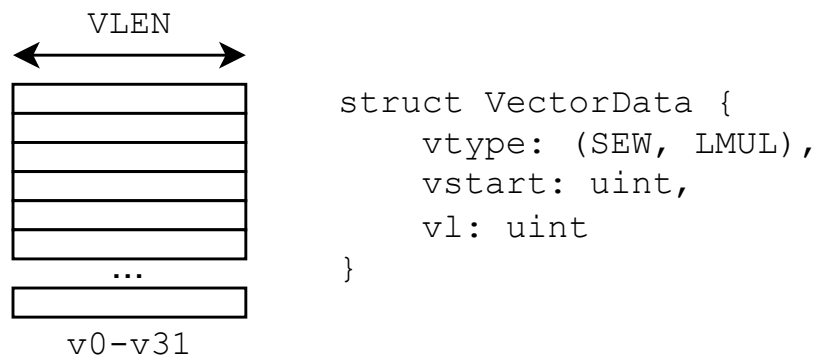 VLEN
...
v0-v31
struct VectorData {
    vtype: (SEW, LMUL),
    vstart: uint,
    vl: uint
}